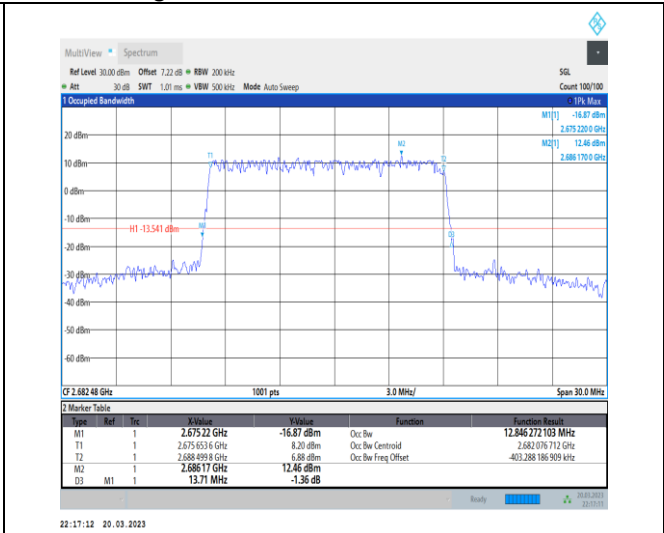 MultiView Spectrum
Ref Level 30.00 dBm Offset 7.22 dB RBW 200 kHz SGL
Att 30 dB SWT 1.01 ms VBW 500 kHz Mode Auto Sweep Count 100/100
1 Occupied Bandwidth 1Pk Max
M1[1] -16.87 dBm
2.675 220 0 GHz
M2[1] 12.46 dBm
2.686 170 0 GHz
20 dBm
M2
T1
T2
10 dBm
0 dBm
-10 dBm
H1 -13.541 dBm
D3
-30 dBm
-40 dBm
-50 dBm
-60 dBm
CF 2.682 48 GHz 1001 pts 3.0 MHz/ Span 30.0 MHz
2 Marker Table
Type Ref Trc X-Value Y-Value Function Function Result
M1 1 2.675 22 GHz -16.87 dBm Occ Bw 12.846 272 103 MHz
T1 1 2.675 653 6 GHz 8.20 dBm Occ Bw Centroid 2.682 076 712 GHz
T2 1 2.688 499 8 GHz 6.88 dBm Occ Bw Freq Offset -403.288 186 909 kHz
M2 1 2.686 17 GHz 12.46 dBm
D3 M1 1 13.71 MHz -1.36 dB
Ready 20.03.2023
22:17:12 20.03.2023